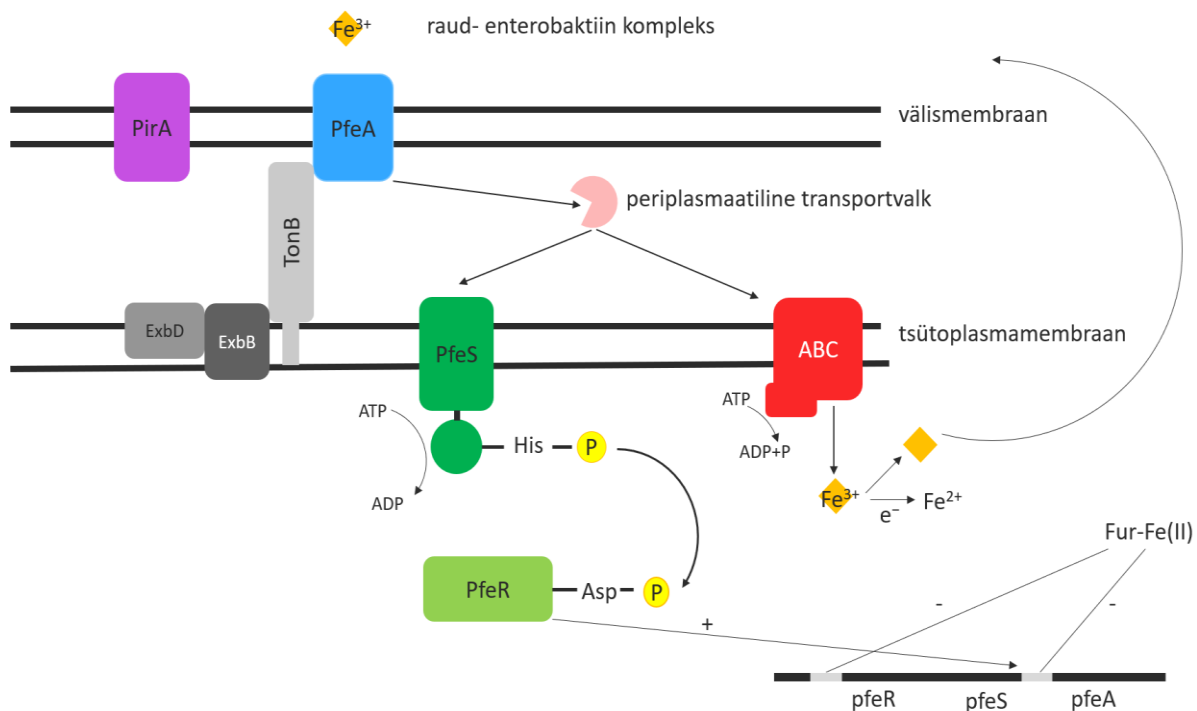 Fe³⁺
raud- enterobaktiin kompleks
PirA
PfeA
välismembraan
TonB
periplasmaatiline transportvalk
ExbD
ExbB
PfeS
ABC
tsütoplasmamembraan
ATP
His
P
ADP
ATP
ADP+P
Fe³⁺
e⁻
Fe²⁺
Fur-Fe(II)
PfeR
Asp
P
+
-
-
pfeR
pfeS
pfeA